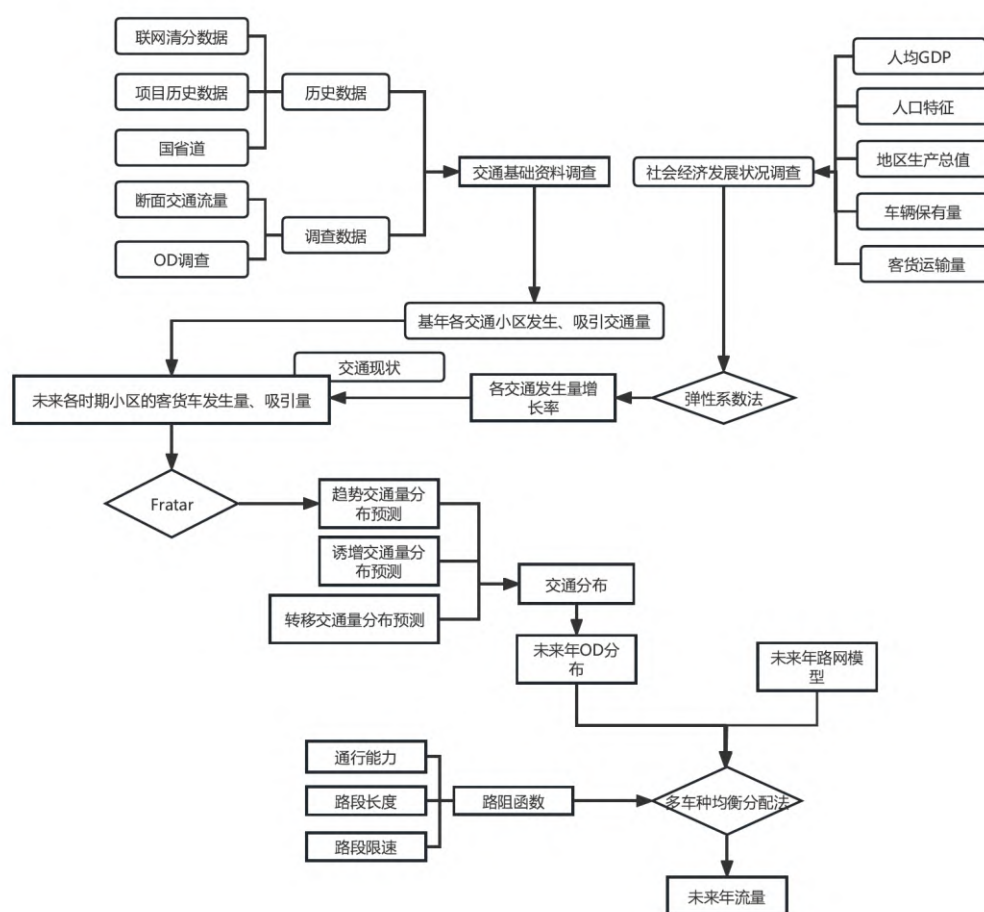 联网清分数据
项目历史数据
国省道
历史数据
断面交通流量
OD调查
调查数据
交通基础资料调查
社会经济发展状况调查
人均GDP
人口特征
地区生产总值
车辆保有量
客货运输量
基年各交通小区发生、吸引交通量
交通现状
未来各时期小区的客货车发生量、吸引量
各交通发生量增
长率
弹性系数法
Fratar
趋势交通量分
布预测
诱增交通量分
布预测
转移交通量分布预测
交通分布
未来年OD分
布
未来年路网模
型
通行能力
路段长度
路段限速
路阻函数
多车种均衡分配法
未来年流量